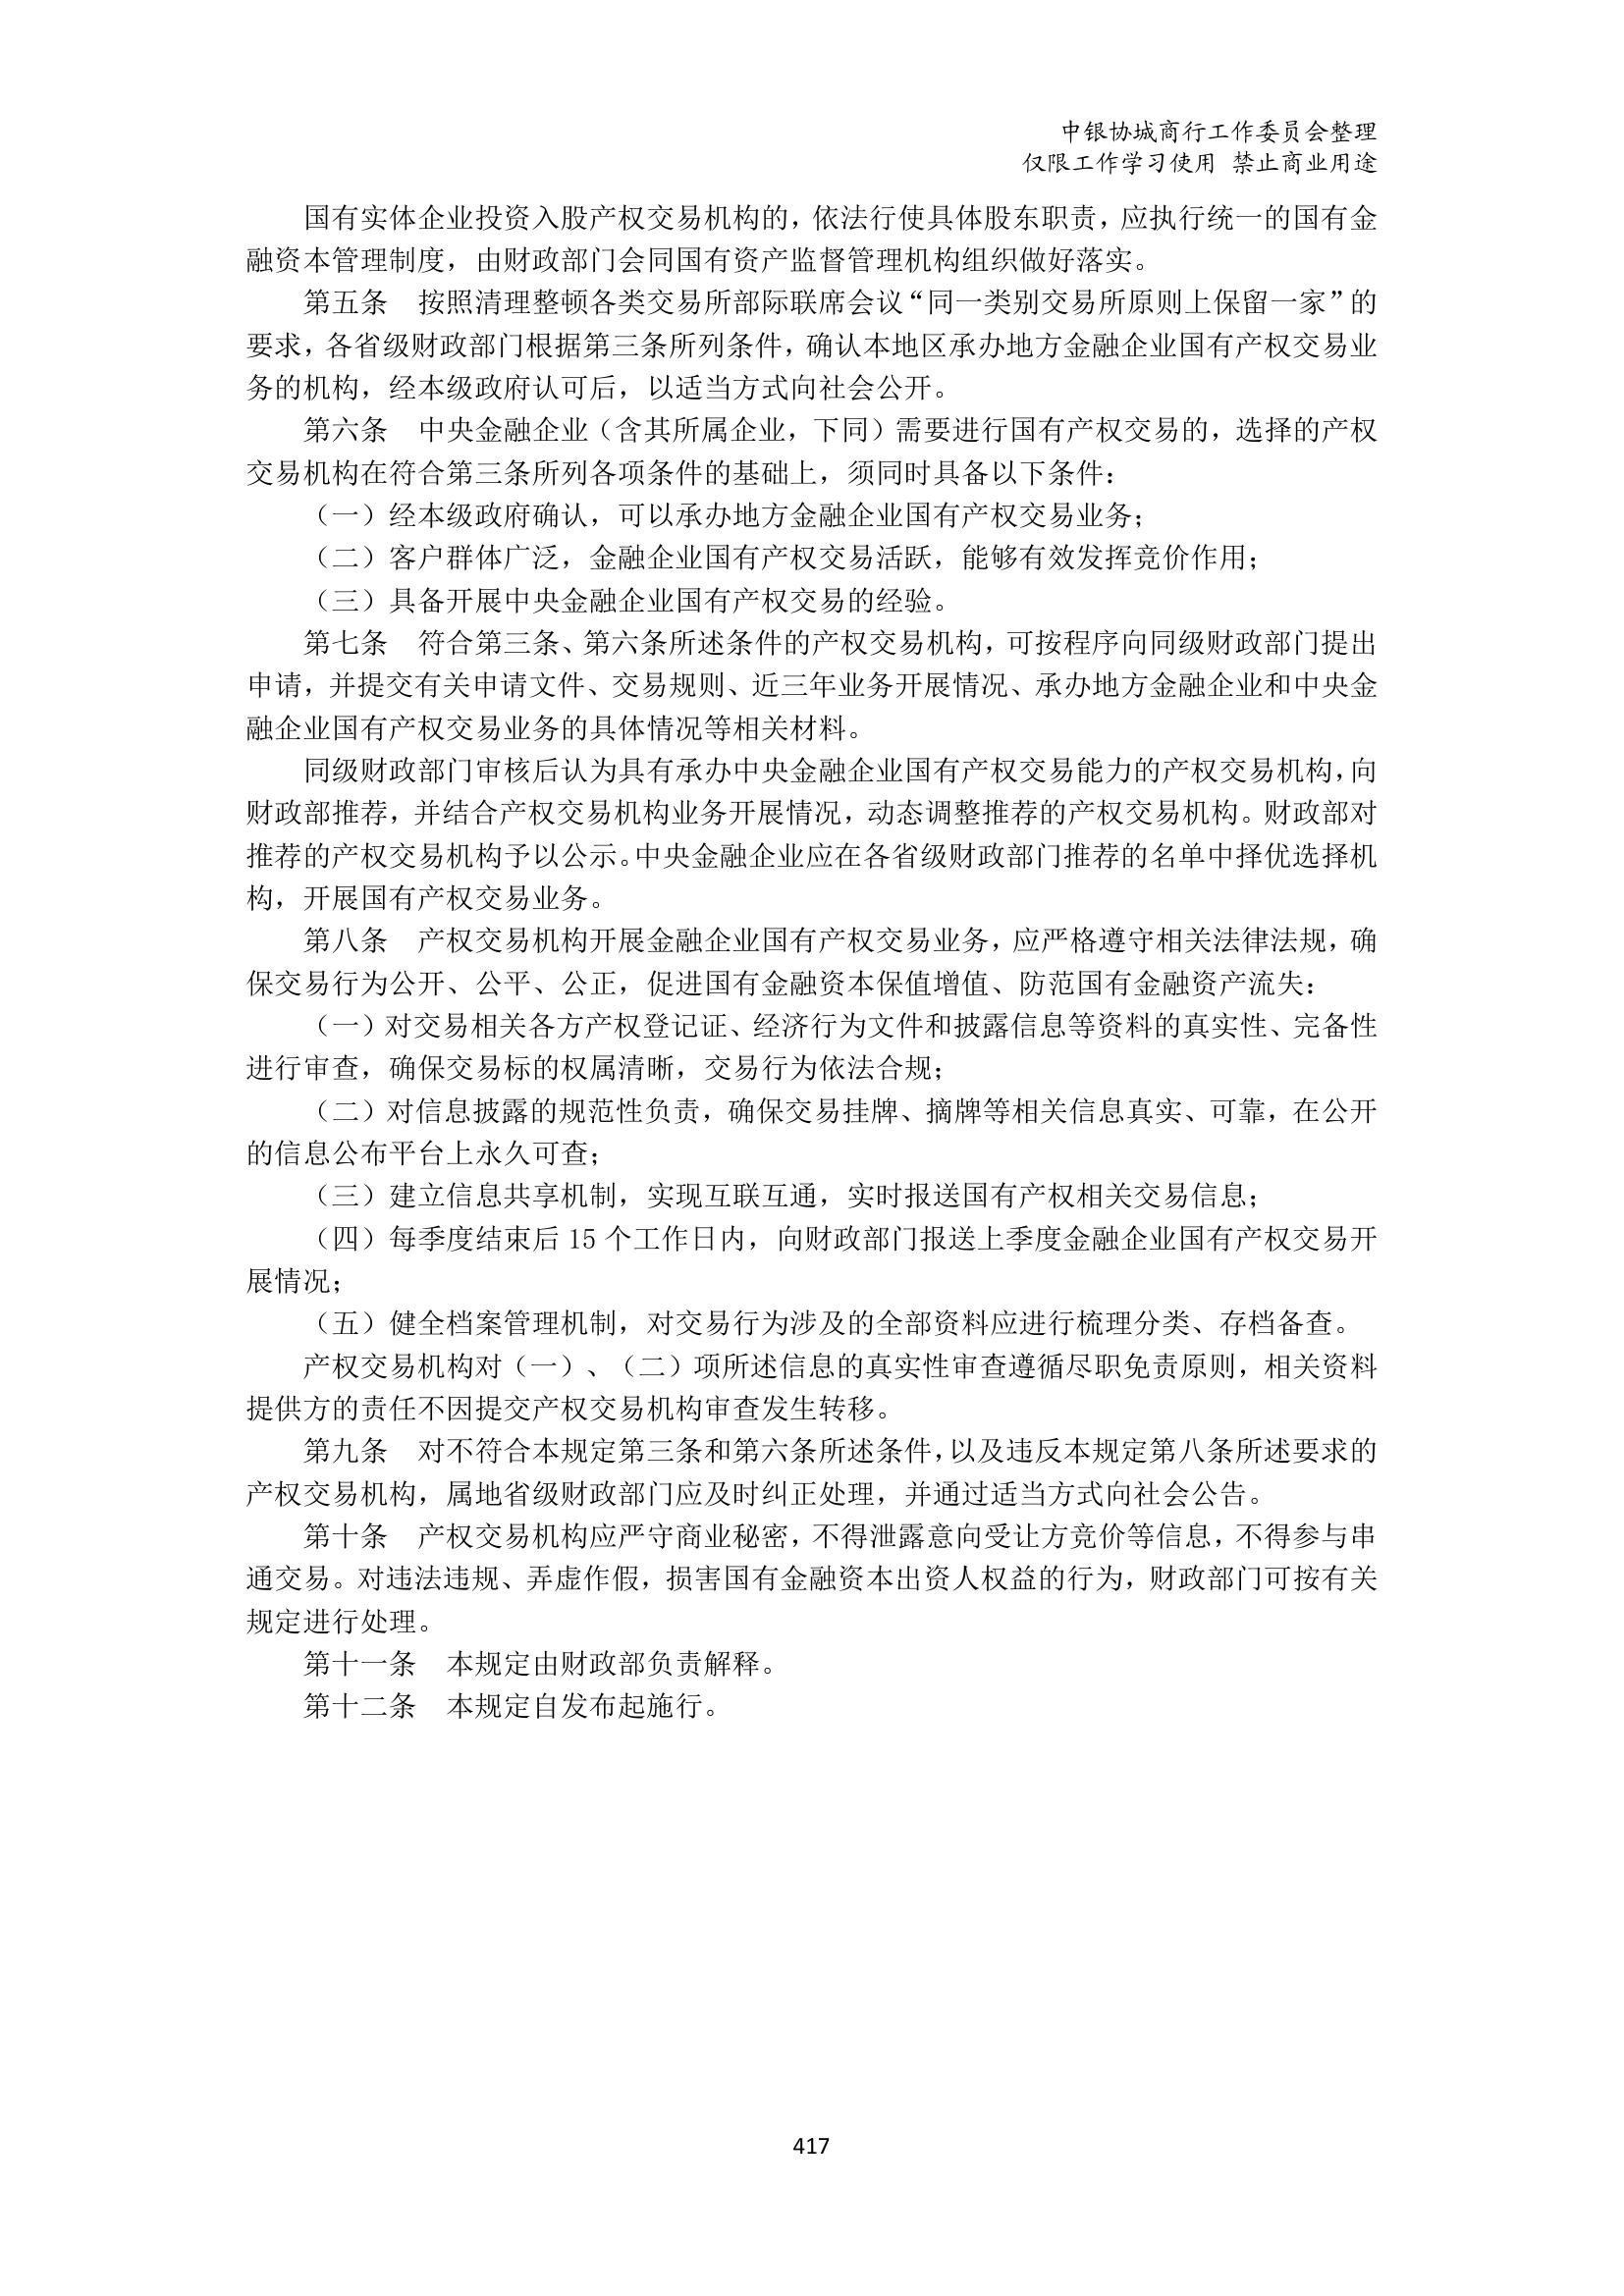 中银协城商行工作委员会整理
仅限工作学习使用 禁止商业用途
国有实体企业投资入股产权交易机构的，依法行使具体股东职责，应执行统一的国有金
融资本管理制度，由财政部门会同国有资产监督管理机构组织做好落实。
第五条　按照清理整顿各类交易所部际联席会议“同一类别交易所原则上保留一家”的
要求，各省级财政部门根据第三条所列条件，确认本地区承办地方金融企业国有产权交易业
务的机构，经本级政府认可后，以适当方式向社会公开。
第六条　中央金融企业（含其所属企业，下同）需要进行国有产权交易的，选择的产权
交易机构在符合第三条所列各项条件的基础上，须同时具备以下条件：
（一）经本级政府确认，可以承办地方金融企业国有产权交易业务；
（二）客户群体广泛，金融企业国有产权交易活跃，能够有效发挥竞价作用；
（三）具备开展中央金融企业国有产权交易的经验。
第七条　符合第三条、第六条所述条件的产权交易机构，可按程序向同级财政部门提出
申请，并提交有关申请文件、交易规则、近三年业务开展情况、承办地方金融企业和中央金
融企业国有产权交易业务的具体情况等相关材料。
同级财政部门审核后认为具有承办中央金融企业国有产权交易能力的产权交易机构，向
财政部推荐，并结合产权交易机构业务开展情况，动态调整推荐的产权交易机构。财政部对
推荐的产权交易机构予以公示。中央金融企业应在各省级财政部门推荐的名单中择优选择机
构，开展国有产权交易业务。
第八条　产权交易机构开展金融企业国有产权交易业务，应严格遵守相关法律法规，确
保交易行为公开、公平、公正，促进国有金融资本保值增值、防范国有金融资产流失：
（一）对交易相关各方产权登记证、经济行为文件和披露信息等资料的真实性、完备性
进行审查，确保交易标的权属清晰，交易行为依法合规；
（二）对信息披露的规范性负责，确保交易挂牌、摘牌等相关信息真实、可靠，在公开
的信息公布平台上永久可查；
（三）建立信息共享机制，实现互联互通，实时报送国有产权相关交易信息；
（四）每季度结束后 15 个工作日内，向财政部门报送上季度金融企业国有产权交易开
展情况；
（五）健全档案管理机制，对交易行为涉及的全部资料应进行梳理分类、存档备查。
产权交易机构对（一）、（二）项所述信息的真实性审查遵循尽职免责原则，相关资料
提供方的责任不因提交产权交易机构审查发生转移。
第九条　对不符合本规定第三条和第六条所述条件，以及违反本规定第八条所述要求的
产权交易机构，属地省级财政部门应及时纠正处理，并通过适当方式向社会公告。
第十条　产权交易机构应严守商业秘密，不得泄露意向受让方竞价等信息，不得参与串
通交易。对违法违规、弄虚作假，损害国有金融资本出资人权益的行为，财政部门可按有关
规定进行处理。
第十一条　本规定由财政部负责解释。
第十二条　本规定自发布起施行。
417